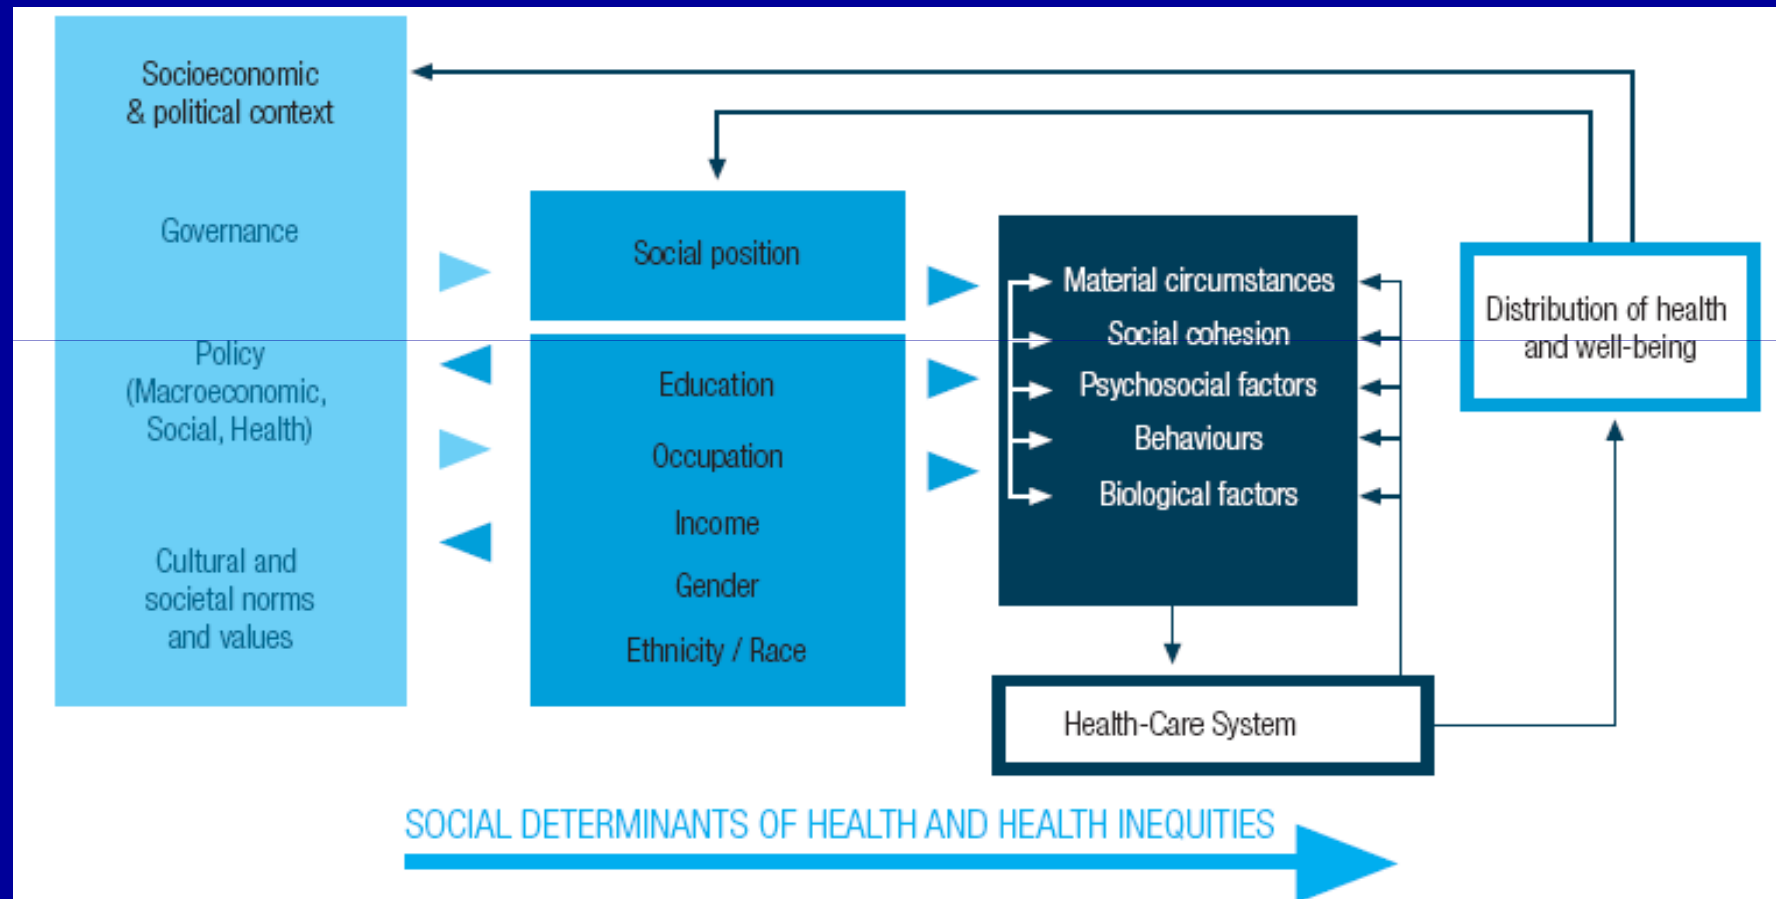 Socioeconomic
& political context
Governance
Policy
(Macroeconomic,
Social, Health)
Cultural and
societal norms
and values
Social position
Education
Occupation
Income
Gender
Ethnicity / Race
Material circumstances
Social cohesion
Psychosocial factors
Behaviours
Biological factors
Health-Care System
Distribution of health
and well-being
SOCIAL DETERMINANTS OF HEALTH AND HEALTH INEQUITIES